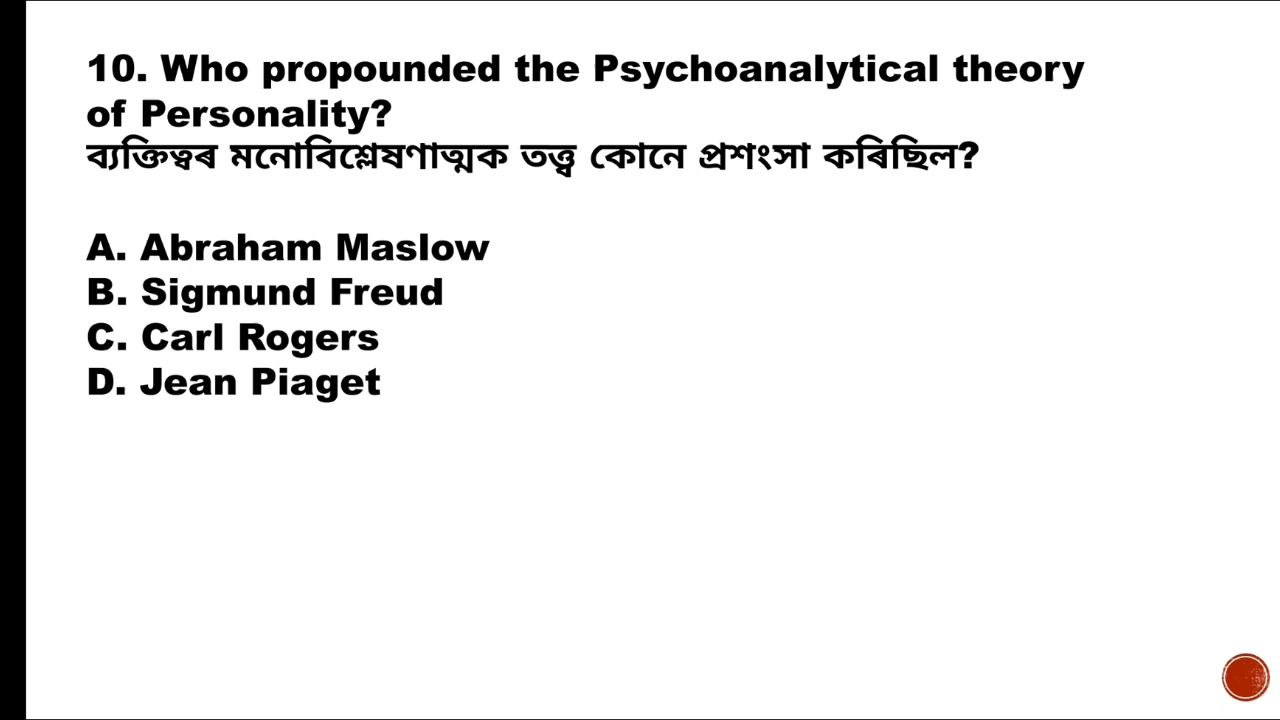 10. Who propounded the Psychoanalytical theory
of Personality?
ব্যক্তিত্বৰ মনোবিশ্লেষণাত্মক তত্ত্ব কোনে প্ৰশংসা কৰিছিল?
A. Abraham Maslow
B. Sigmund Freud
C. Carl Rogers
D. Jean Piaget